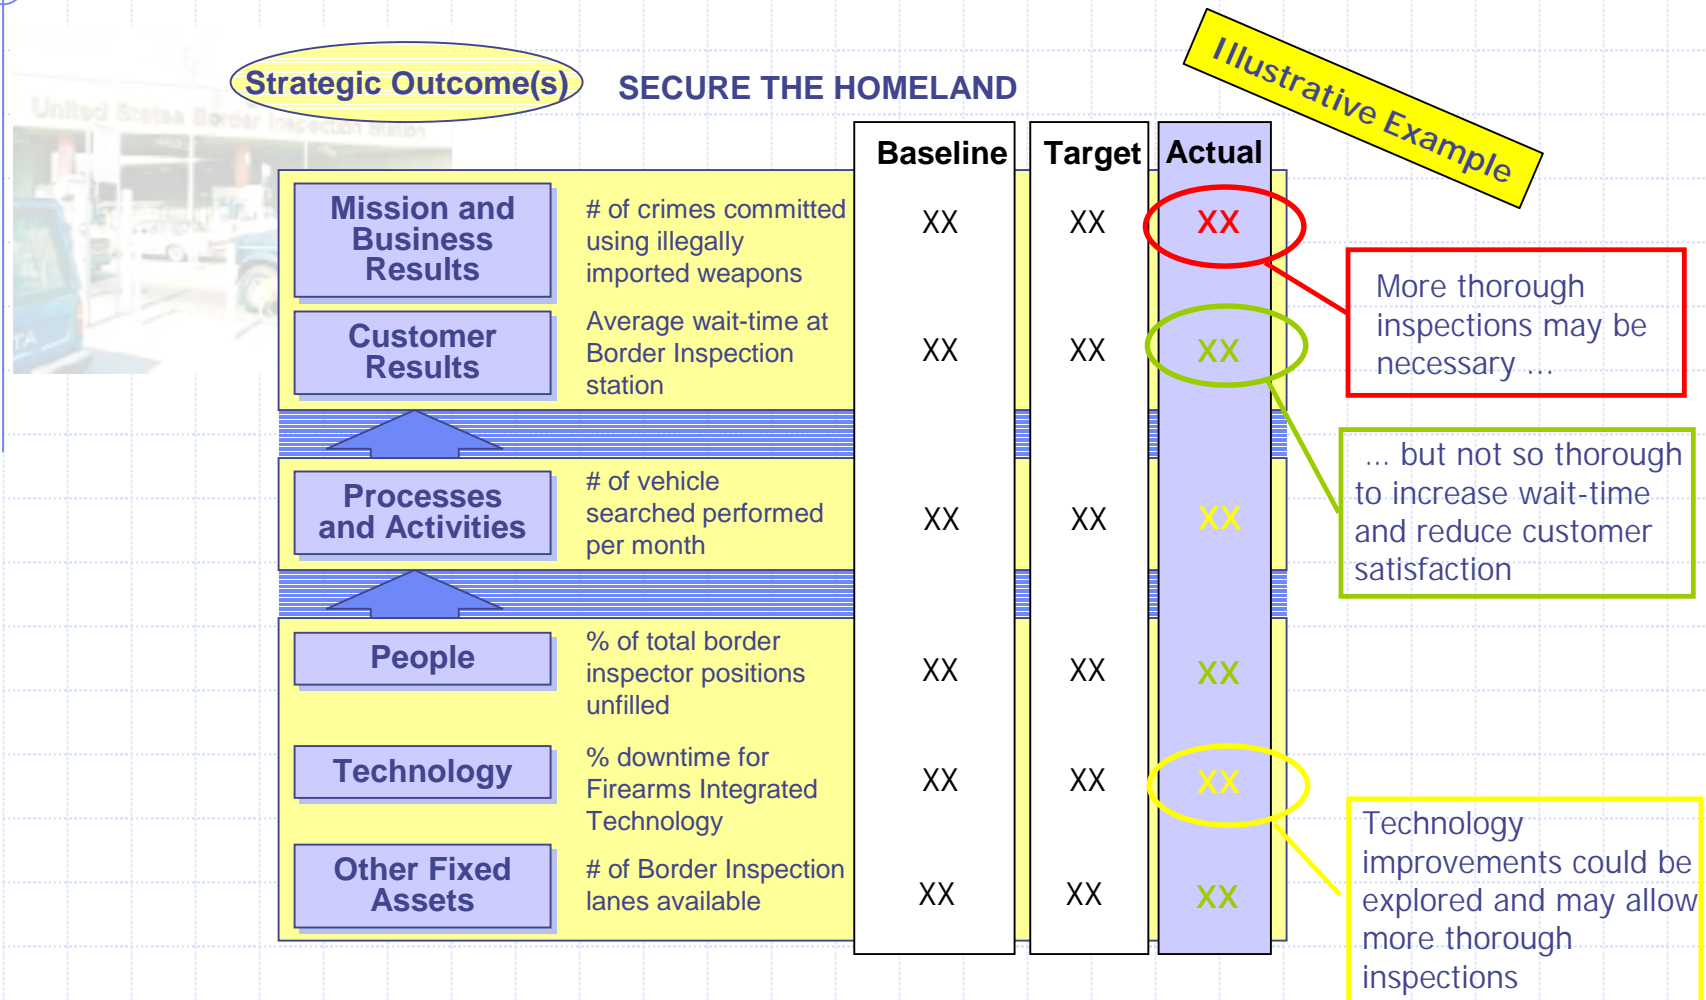 Strategic Outcome(s)
SECURE THE HOMELAND
Illustrative Example
United States Border Inspection Station
Baseline
Target
Actual
Mission and
Business
Results
# of crimes committed
using illegally
imported weapons
XX
XX
XX
More thorough
inspections may be
necessary ...
Customer
Results
Average wait-time at
Border Inspection
station
XX
XX
XX
... but not so thorough
to increase wait-time
and reduce customer
satisfaction
Processes
and Activities
# of vehicle
searched performed
per month
XX
XX
XX
People
% of total border
inspector positions
unfilled
XX
XX
XX
Technology
% downtime for
Firearms Integrated
Technology
XX
XX
XX
Technology
improvements could be
explored and may allow
more thorough
inspections
Other Fixed
Assets
# of Border Inspection
lanes available
XX
XX
XX